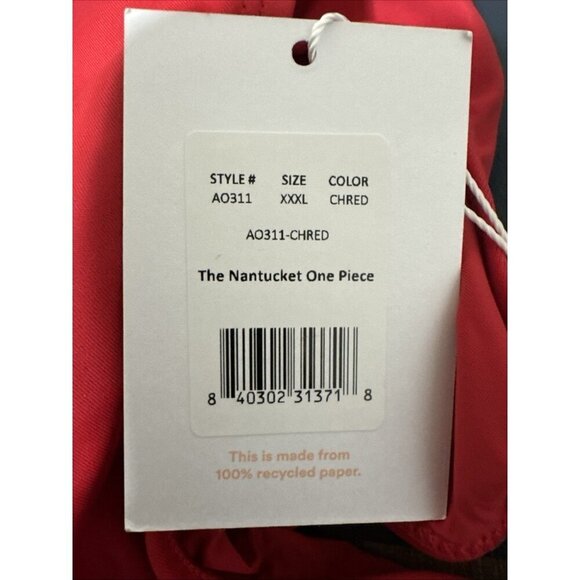 STYLE # SIZE COLOR
AO311 XXXL CHRED
AO311-CHRED
The Nantucket One Piece
8 40302 31371 8
This is made from
100% recycled paper.